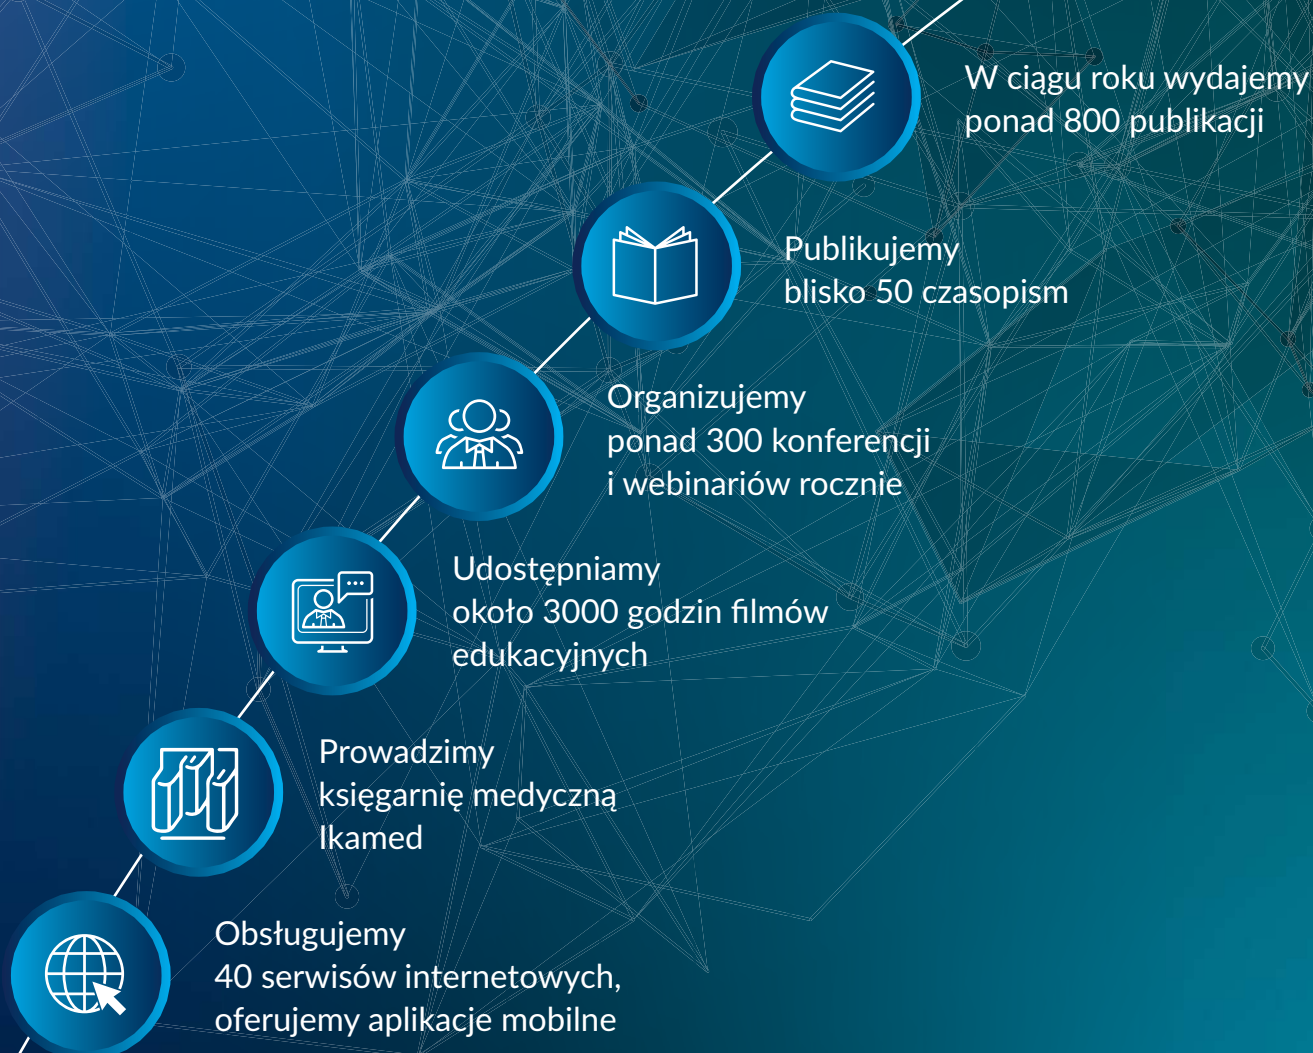 W ciągu roku wydajemy
ponad 800 publikacji
Publikujemy
blisko 50 czasopism
Organizujemy
ponad 300 konferencji
i webinariów rocznie
Udostępniamy
około 3000 godzin filmów
edukacyjnych
Prowadzimy
księgarnię medyczną
Ikamed
Obsługujemy
40 serwisów internetowych,
oferujemy aplikacje mobilne